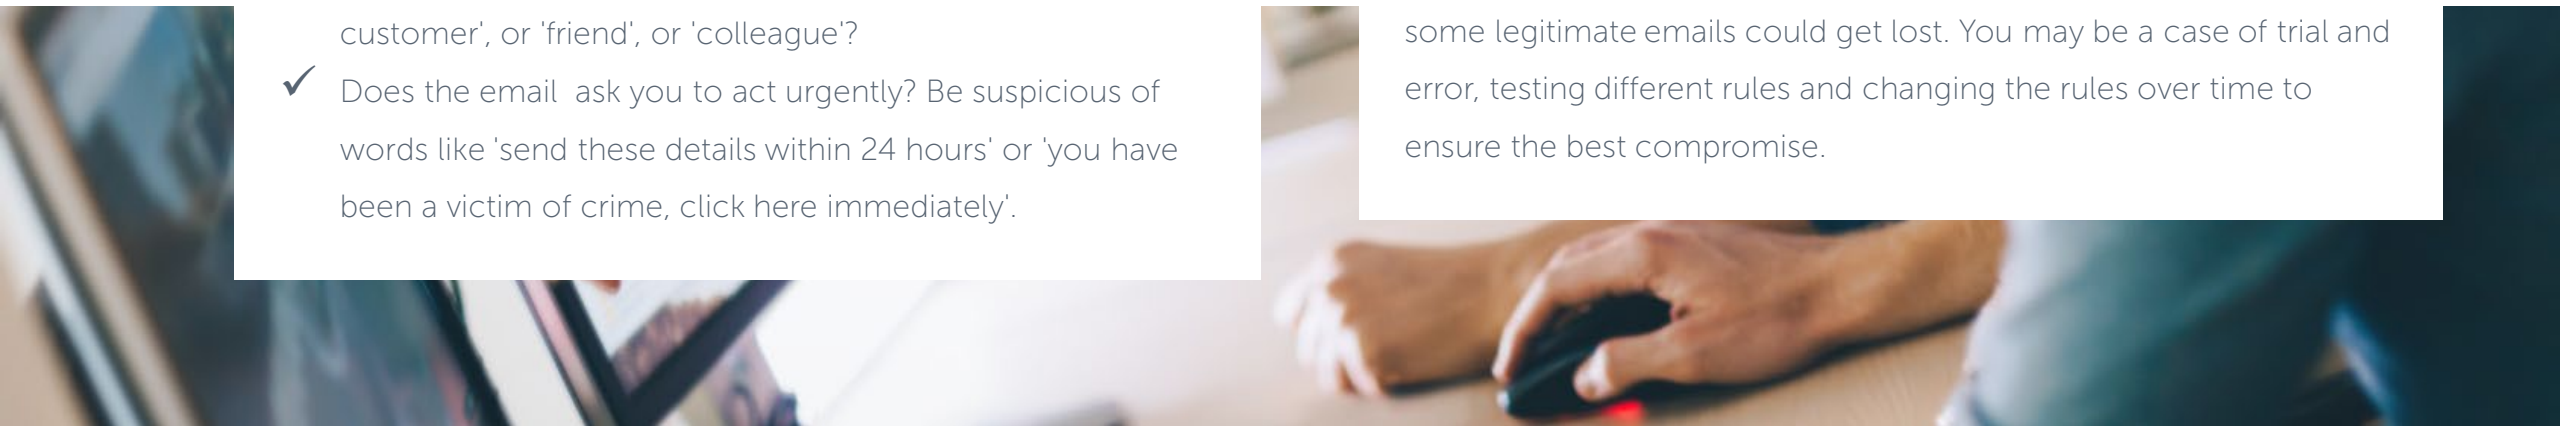 customer', or 'friend', or 'colleague'?
✓ Does the email  ask you to act urgently? Be suspicious of
words like 'send these details within 24 hours' or 'you have
been a victim of crime, click here immediately'.
some legitimate emails could get lost. You may be a case of trial and
error, testing different rules and changing the rules over time to
ensure the best compromise.